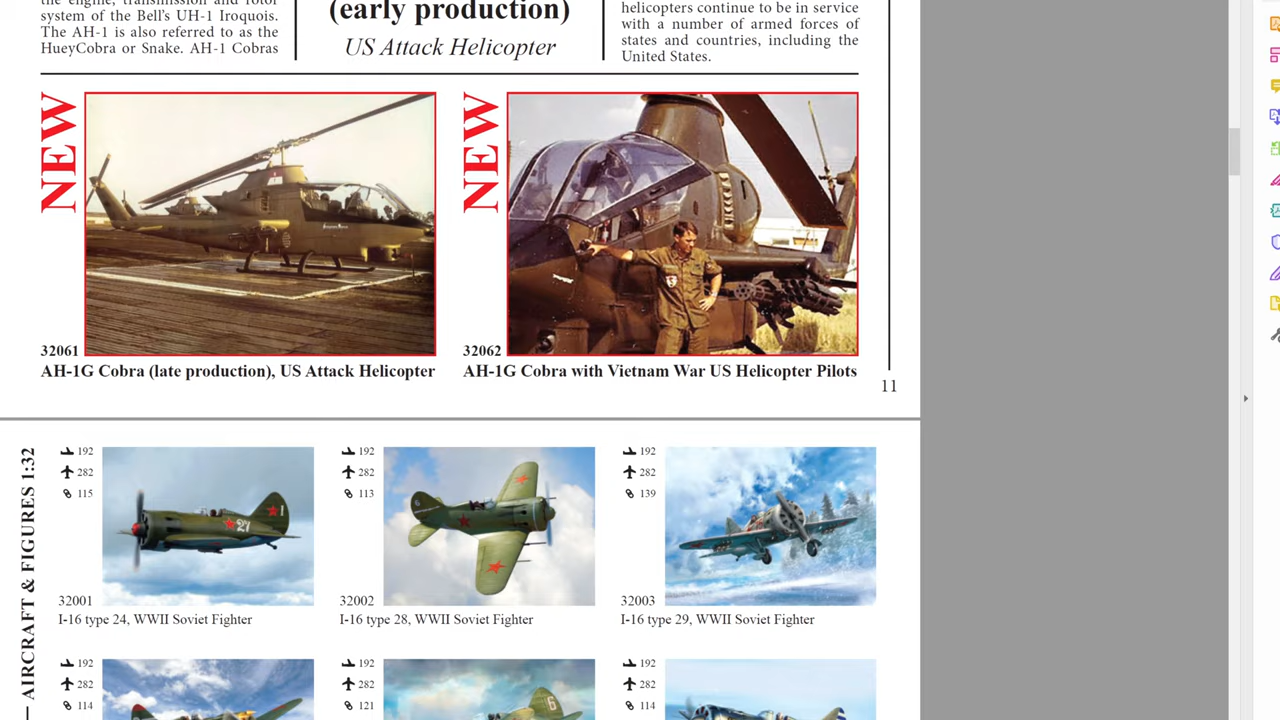 the engine, transmission and rotor
system of the Bell's UH-1 Iroquois.
The AH-1 is also referred to as the
HueyCobra or Snake. AH-1 Cobras
(early production)
US Attack Helicopter
helicopters continue to be in service
with a number of armed forces of
states and countries, including the
United States.
NEW
32061
AH-1G Cobra (late production), US Attack Helicopter
NEW
32062
AH-1G Cobra with Vietnam War US Helicopter Pilots
11
AIRCRAFT & FIGURES 1:32
192
282
115
27
1
32001
I-16 type 24, WWII Soviet Fighter
192
282
113
32002
I-16 type 28, WWII Soviet Fighter
192
282
139
32003
I-16 type 29, WWII Soviet Fighter
192
282
114
192
282
121
6
192
282
114